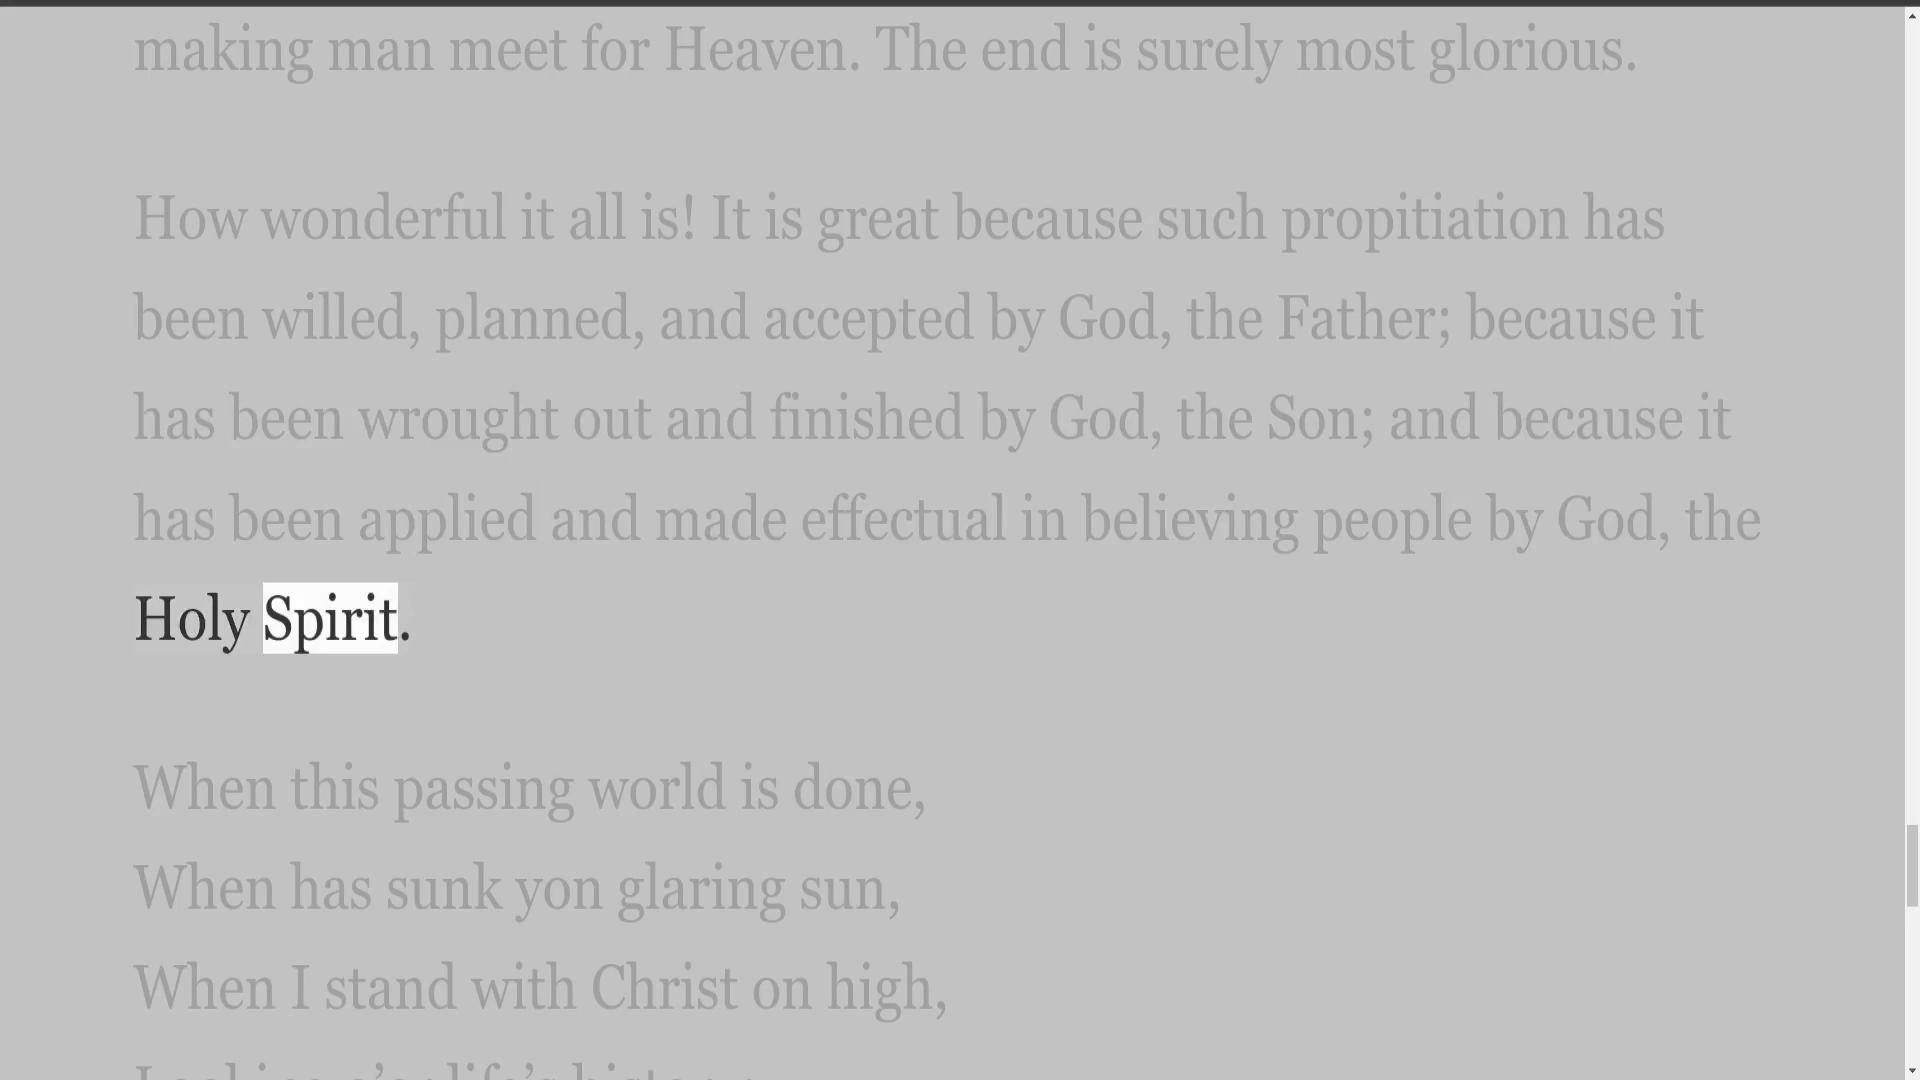 making man meet for Heaven. The end is surely most glorious.
How wonderful it all is! It is great because such propitiation has
been willed, planned, and accepted by God, the Father; because it
has been wrought out and finished by God, the Son; and because it
has been applied and made effectual in believing people by God, the
Holy Spirit.
When this passing world is done,
When has sunk yon glaring sun,
When I stand with Christ on high,